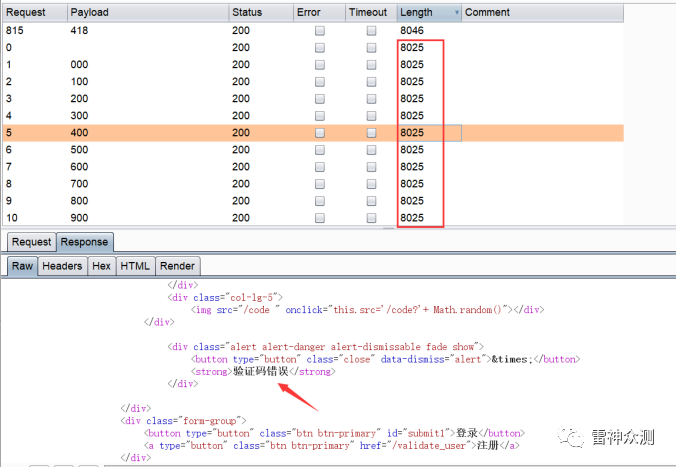 Request Payload Status Error Timeout Length Comment
815 418 200 8046
0 200 8025
1 000 200 8025
2 100 200 8025
3 200 200 8025
4 300 200 8025
5 400 200 8025
6 500 200 8025
7 600 200 8025
8 700 200 8025
9 800 200 8025
10 900 200 8025
Request Response
Raw Headers Hex HTML Render
</div>
<div class="col-lg-5">
<img src="/code " onclick="this.src='/code?'+ Math.random()"></div>
</div>
<div class="alert alert-danger alert-dismissable fade show">
<button type="button" class="close" data-dismiss="alert">&times;</button>
<strong>验证码错误</strong>
</div>
</div>
<div class="form-group">
<button type="button" class="btn btn-primary" id="submit1">登录</button>
<a type="button" class="btn btn-primary" href="/validate_user">注册</a>
</div>
雷神众测